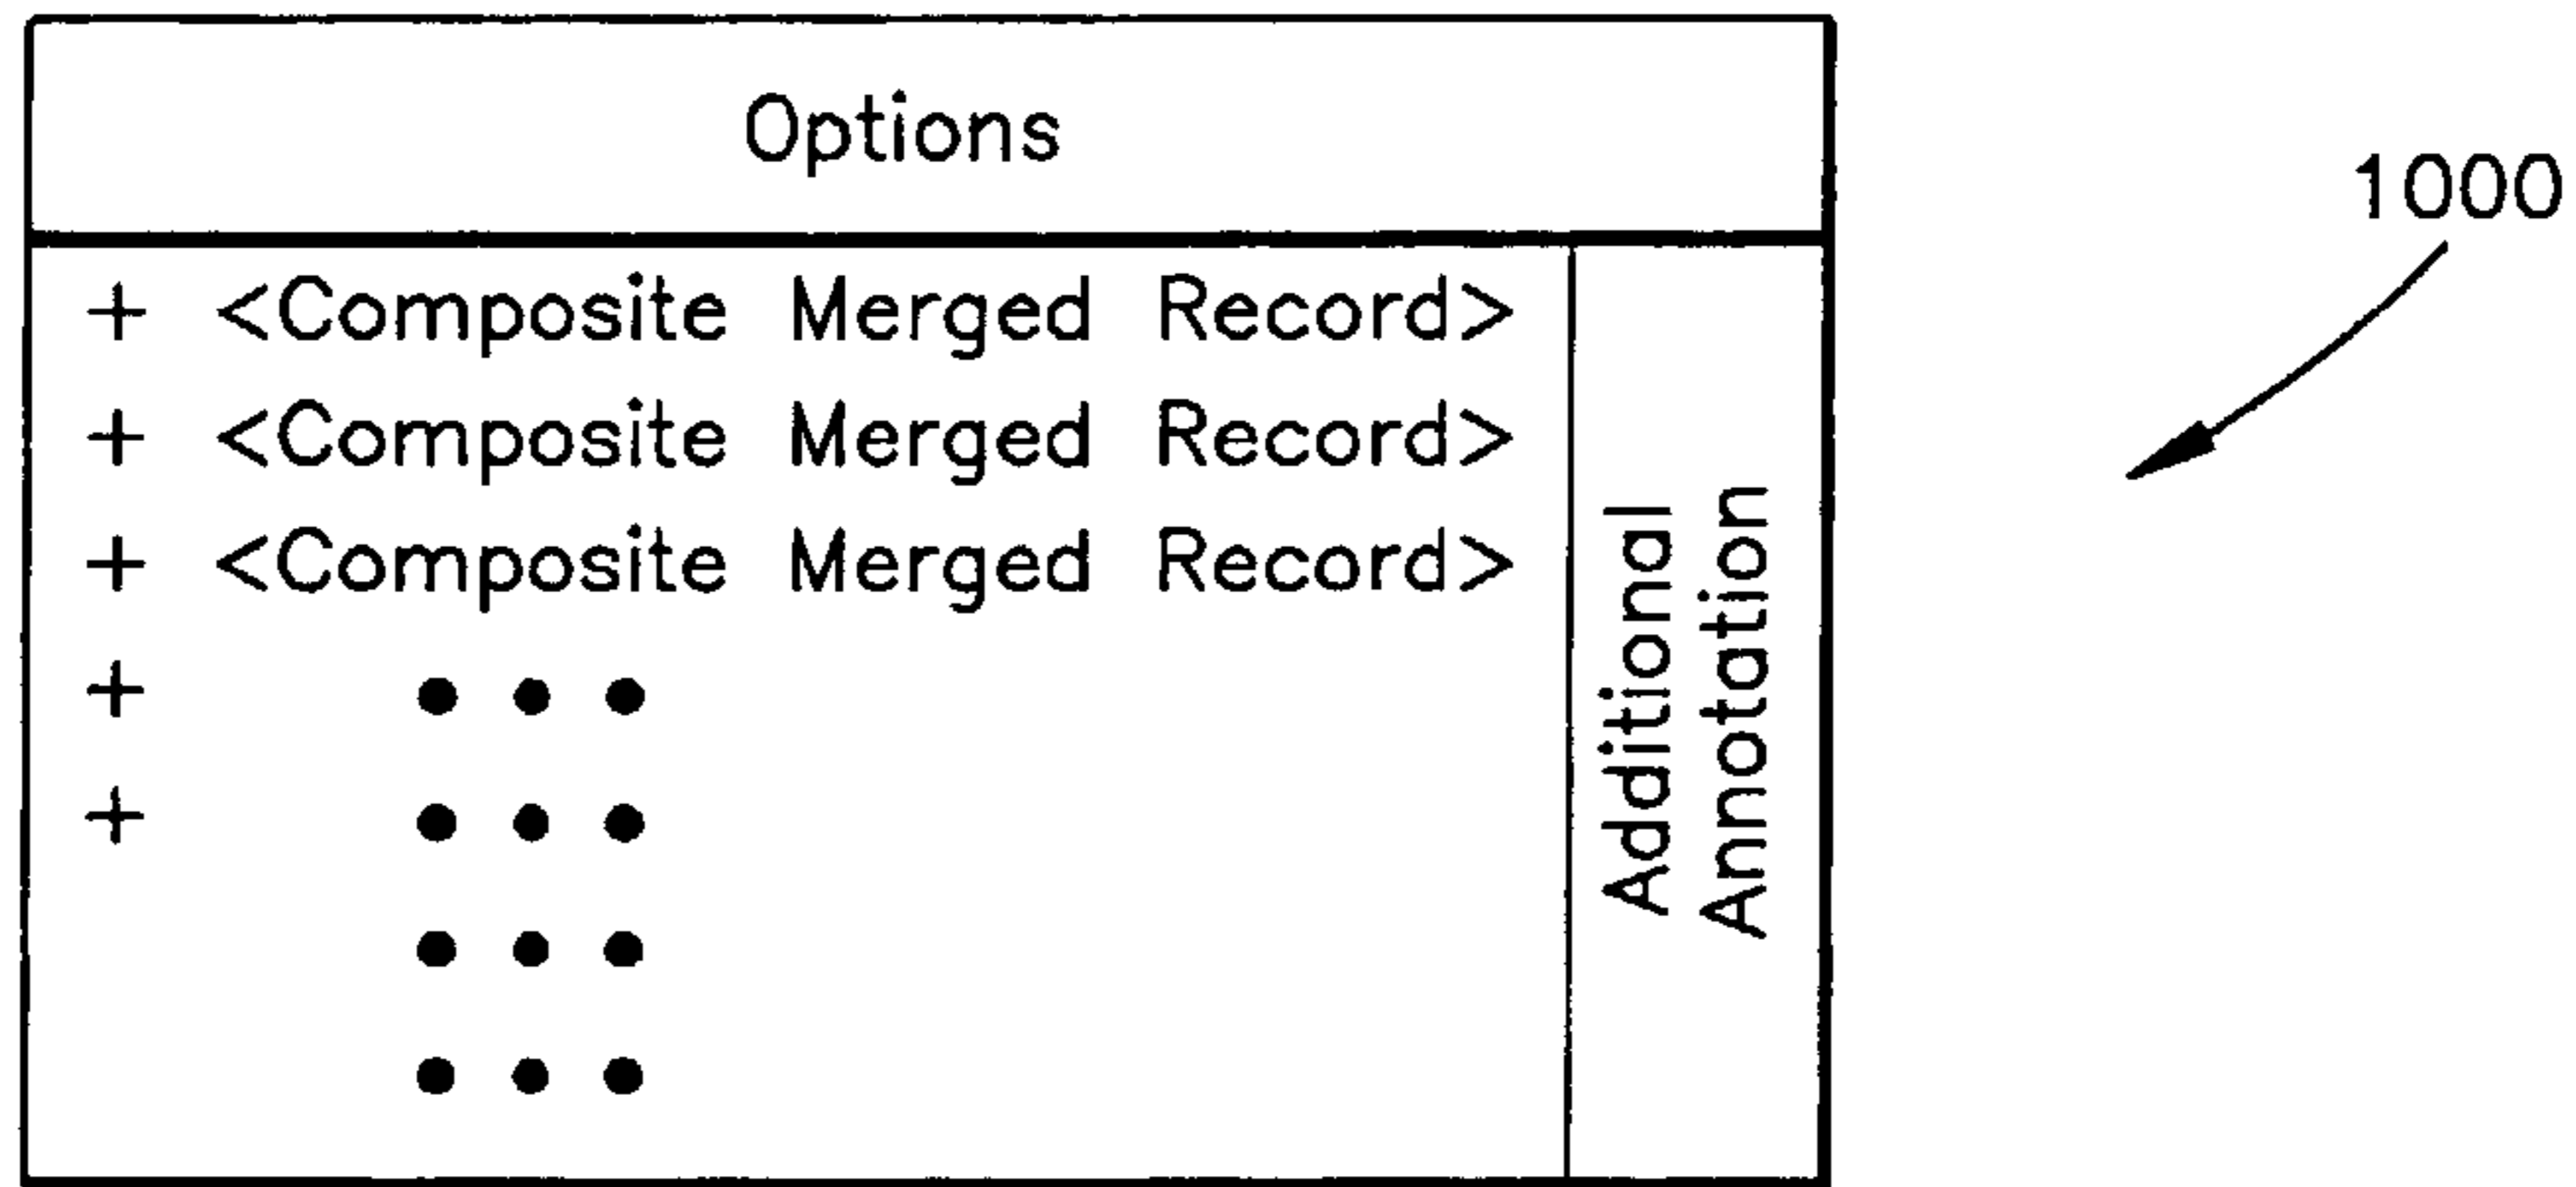 Options
1000
+ <Composite Merged Record>
+ <Composite Merged Record>
+ <Composite Merged Record>
+ • • •
+ • • •
• • •
• • •
Additional
Annotation